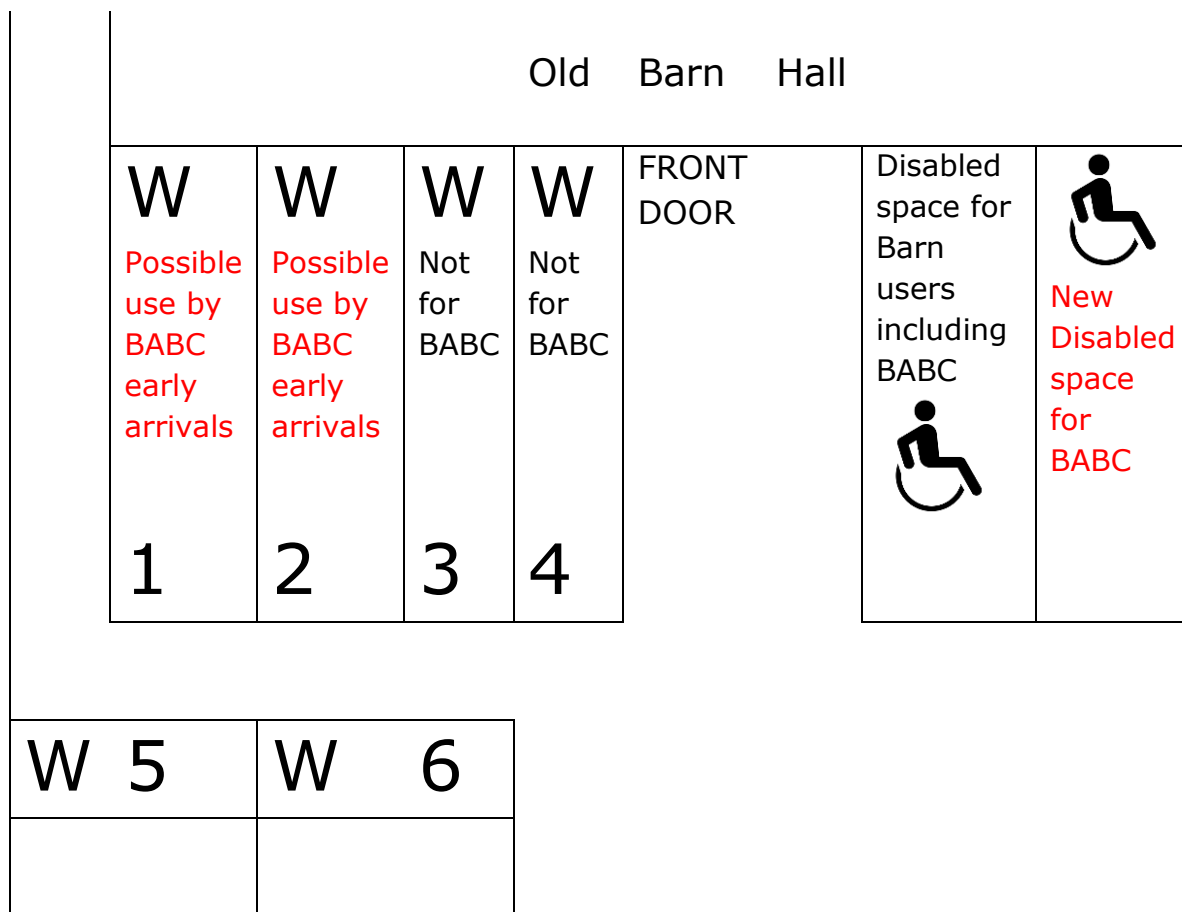 Old Barn Hall
W
Possible
use by
BABC
early
arrivals
1
W
Possible
use by
BABC
early
arrivals
2
W
Not
for
BABC
3
W
Not
for
BABC
4
FRONT
DOOR
Disabled
space for
Barn
users
including
BABC
New
Disabled
space
for
BABC
W 5
W 6